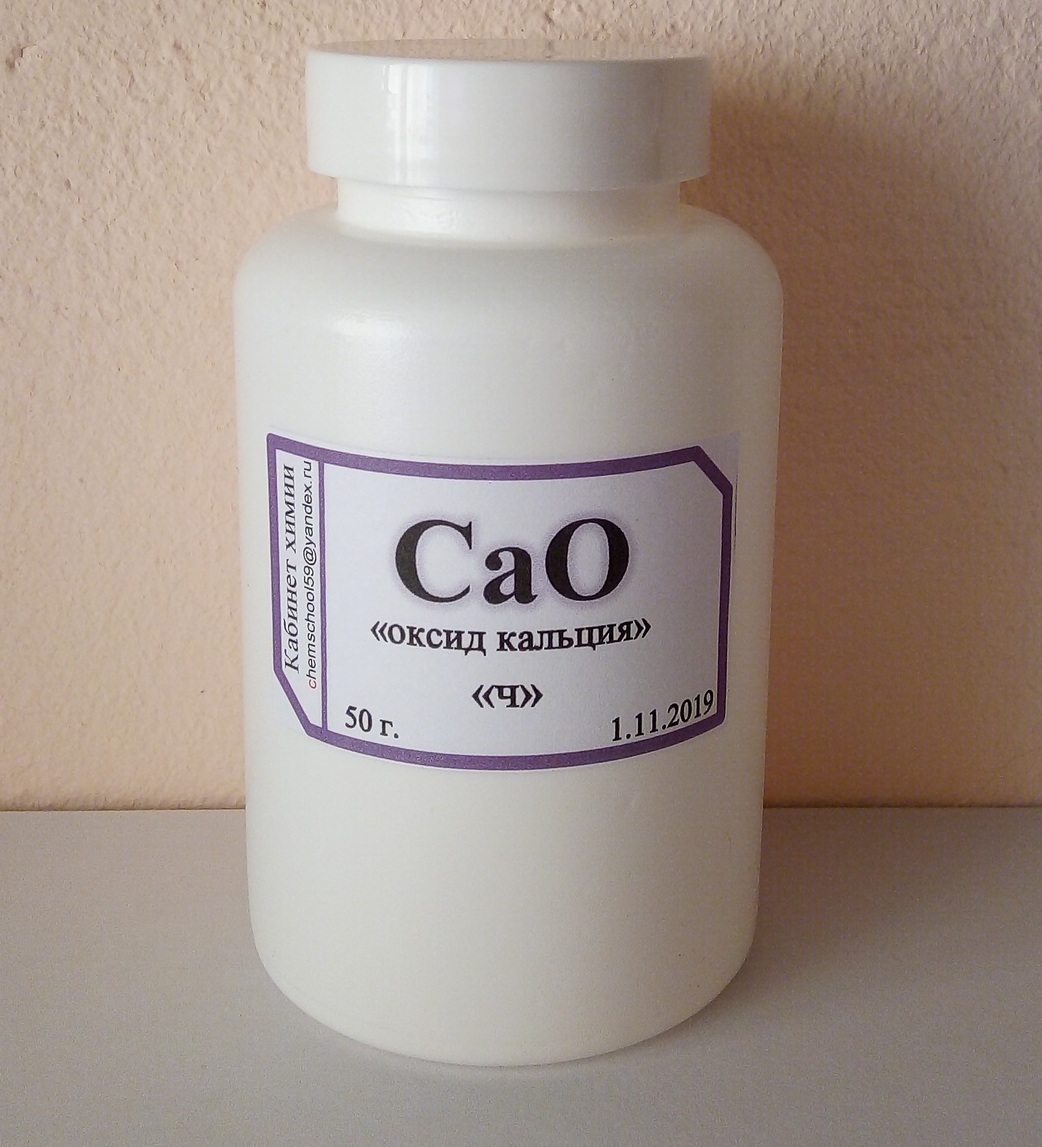 Кабинет химии
chemschool59@yandex.ru
CaO
«оксид кальция»
«ч»
50 г.
1.11.2019